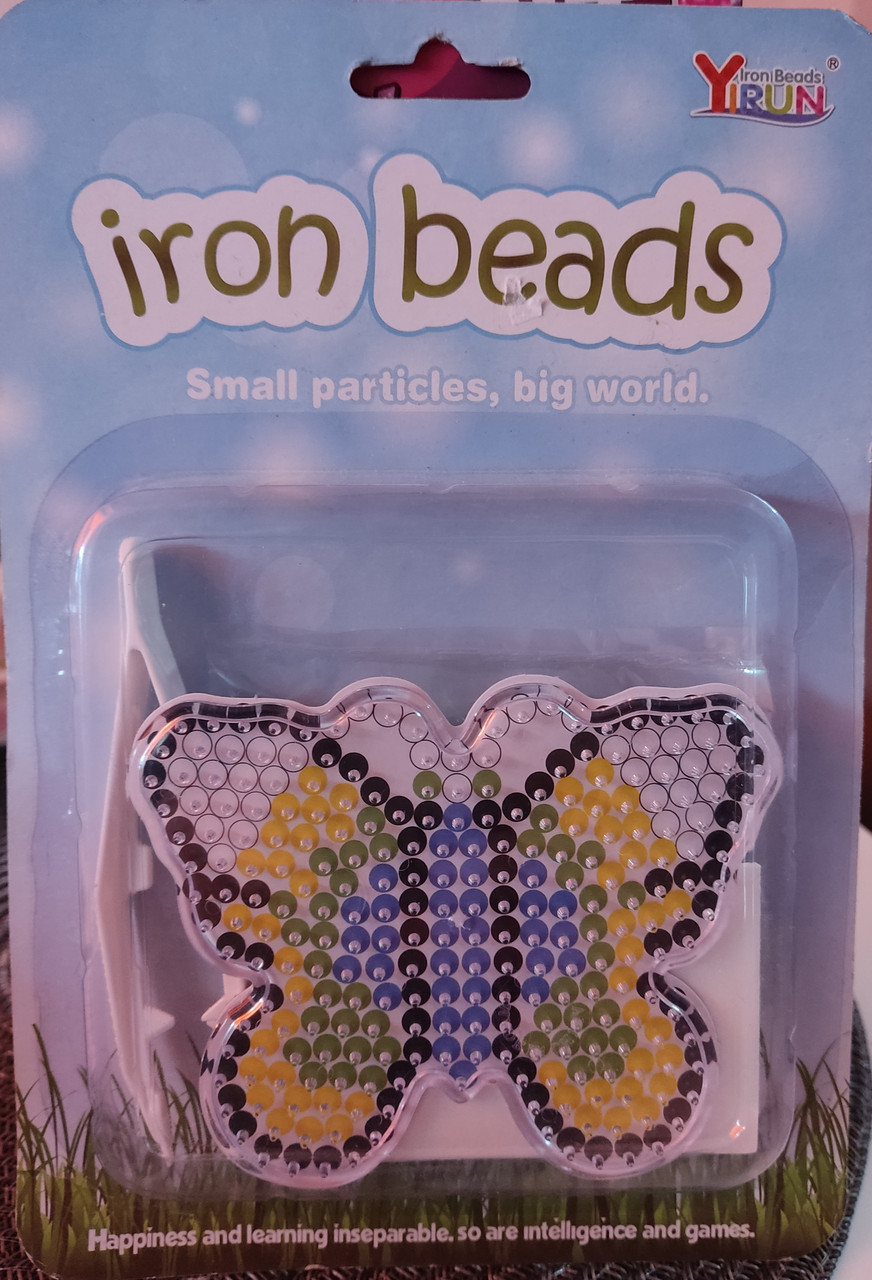 Iron Beads
YIRUN®
iron beads
Small particles, big world.
Happiness and learning inseparable. so are intelligence and games.